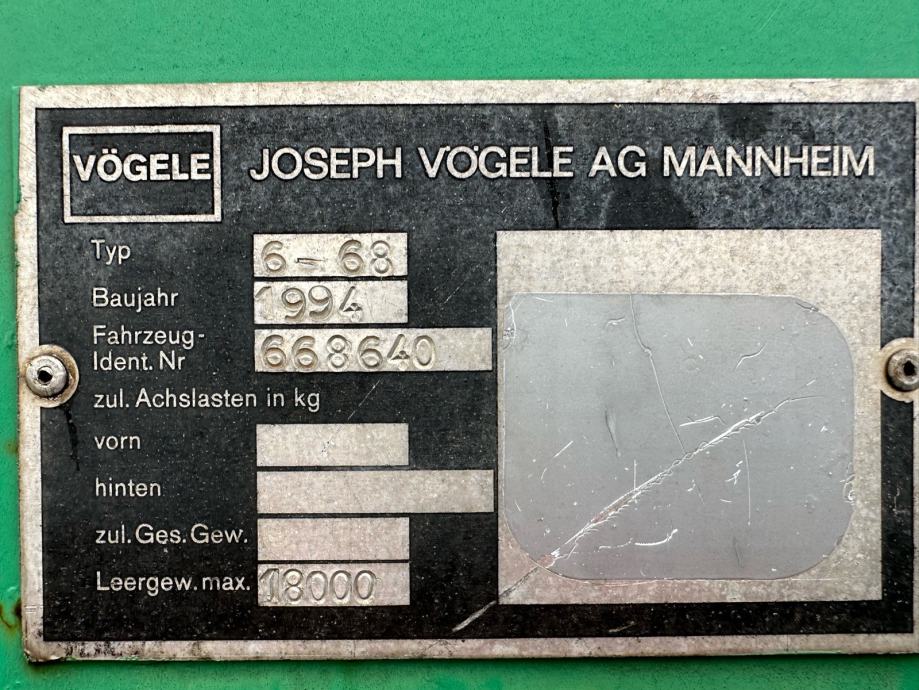 VÖGELE JOSEPH VÖGELE AG MANNHEIM
Typ 6-68
Baujahr 1994
Fahrzeug-
Ident. Nr 668640
zul. Achslasten in kg
vorn
hinten
zul. Ges. Gew.
Leergew. max. 18000